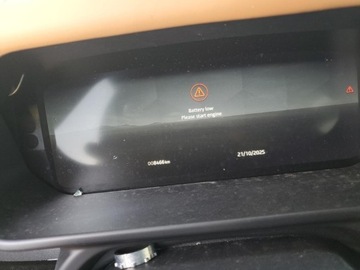 Battery low
Please start engine
21/10/2025